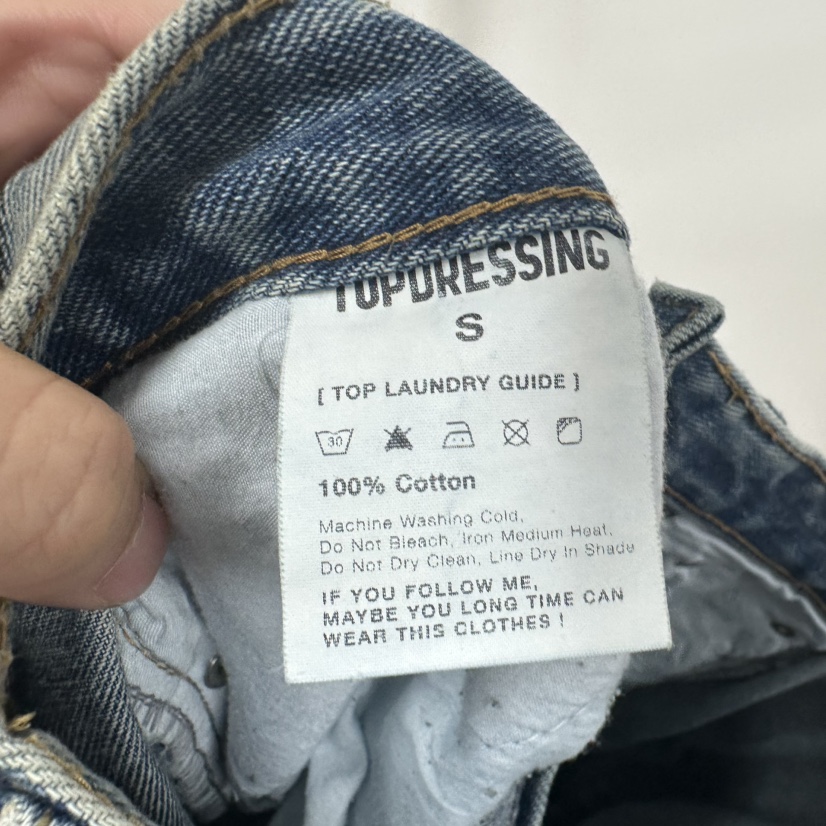 TOPDRESSING
S
[ TOP LAUNDRY GUIDE ]
30
100% Cotton
Machine Washing Cold,
Do Not Bleach, Iron Medium Heat.
Do Not Dry Clean, Line Dry In Shade
IF YOU FOLLOW ME,
MAYBE YOU LONG TIME CAN
WEAR THIS CLOTHES !